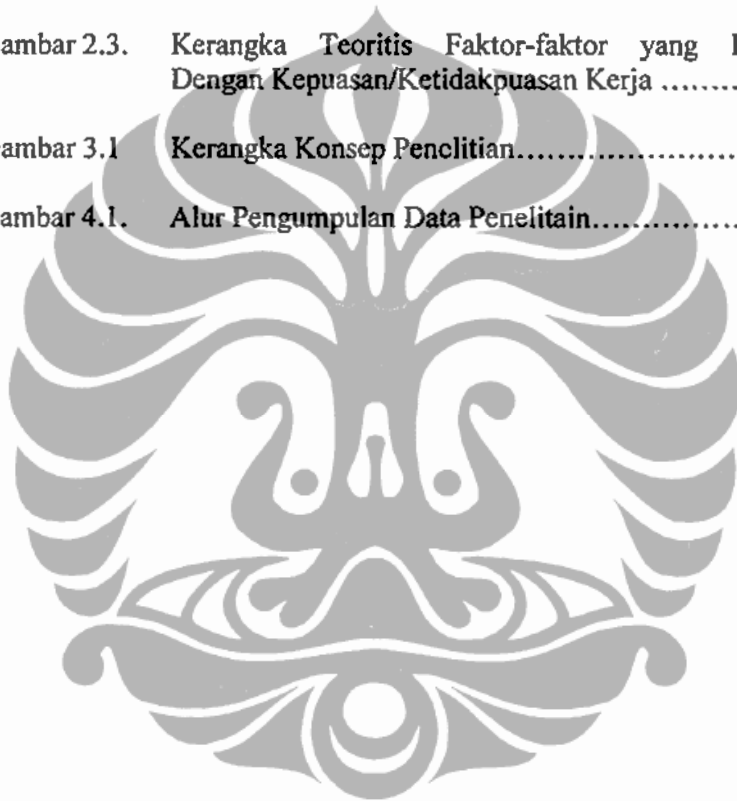 ambar 2.3. Kerangka Teoritis Faktor-faktor yang
Dengan Kepuasan/Ketidakpuasan Kerja ........
ambar 3.1 Kerangka Konsep Penelitian......................
ambar 4.1. Alur Pengumpulan Data Penelitain...............